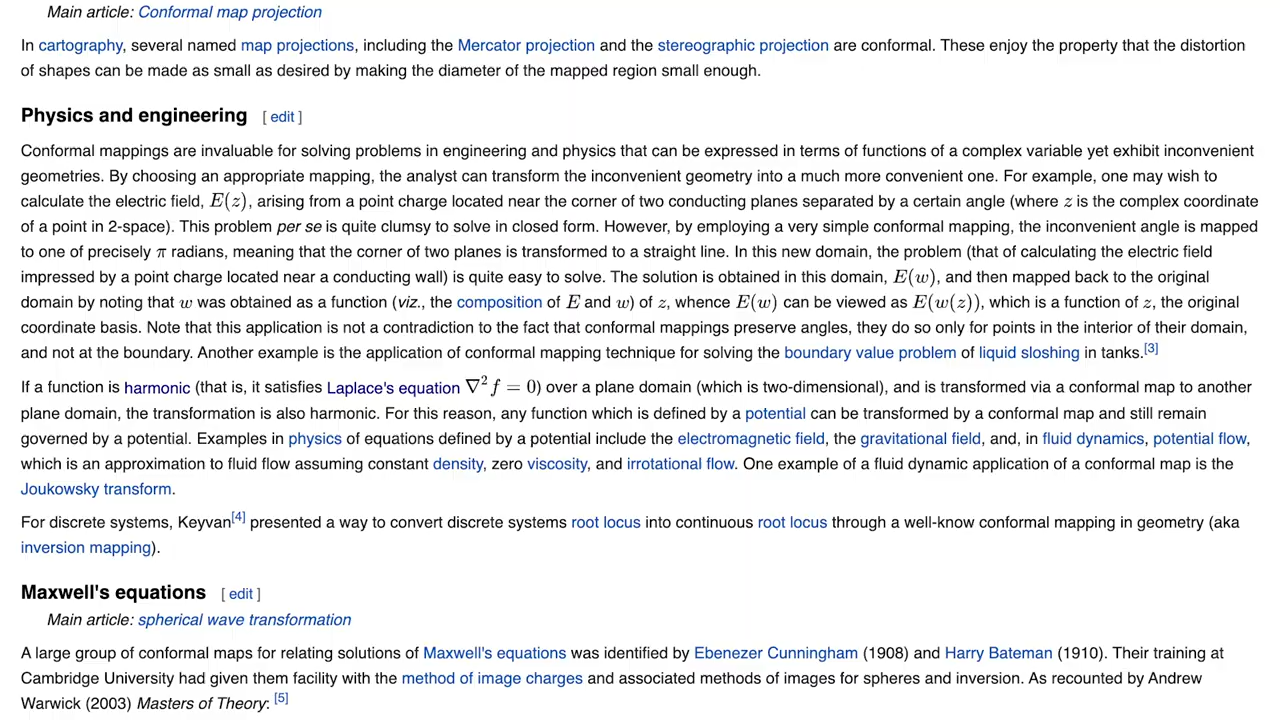 Main article: Conformal map projection
In cartography, several named map projections, including the Mercator projection and the stereographic projection are conformal. These enjoy the property that the distortion
of shapes can be made as small as desired by making the diameter of the mapped region small enough.
Physics and engineering [ edit ]
Conformal mappings are invaluable for solving problems in engineering and physics that can be expressed in terms of functions of a complex variable yet exhibit inconvenient
geometries. By choosing an appropriate mapping, the analyst can transform the inconvenient geometry into a much more convenient one. For example, one may wish to
calculate the electric field, E(z), arising from a point charge located near the corner of two conducting planes separated by a certain angle (where z is the complex coordinate
of a point in 2-space). This problem per se is quite clumsy to solve in closed form. However, by employing a very simple conformal mapping, the inconvenient angle is mapped
to one of precisely π radians, meaning that the corner of two planes is transformed to a straight line. In this new domain, the problem (that of calculating the electric field
impressed by a point charge located near a conducting wall) is quite easy to solve. The solution is obtained in this domain, E(w), and then mapped back to the original
domain by noting that w was obtained as a function (viz., the composition of E and w) of z, whence E(w) can be viewed as E(w(z)), which is a function of z, the original
coordinate basis. Note that this application is not a contradiction to the fact that conformal mappings preserve angles, they do so only for points in the interior of their domain,
and not at the boundary. Another example is the application of conformal mapping technique for solving the boundary value problem of liquid sloshing in tanks.[3]
If a function is harmonic (that is, it satisfies Laplace's equation ∇²f = 0) over a plane domain (which is two-dimensional), and is transformed via a conformal map to another
plane domain, the transformation is also harmonic. For this reason, any function which is defined by a potential can be transformed by a conformal map and still remain
governed by a potential. Examples in physics of equations defined by a potential include the electromagnetic field, the gravitational field, and, in fluid dynamics, potential flow,
which is an approximation to fluid flow assuming constant density, zero viscosity, and irrotational flow. One example of a fluid dynamic application of a conformal map is the
Joukowsky transform.
For discrete systems, Keyvan[4] presented a way to convert discrete systems root locus into continuous root locus through a well-know conformal mapping in geometry (aka
inversion mapping).
Maxwell's equations [ edit ]
Main article: spherical wave transformation
A large group of conformal maps for relating solutions of Maxwell's equations was identified by Ebenezer Cunningham (1908) and Harry Bateman (1910). Their training at
Cambridge University had given them facility with the method of image charges and associated methods of images for spheres and inversion. As recounted by Andrew
Warwick (2003) Masters of Theory: [5]